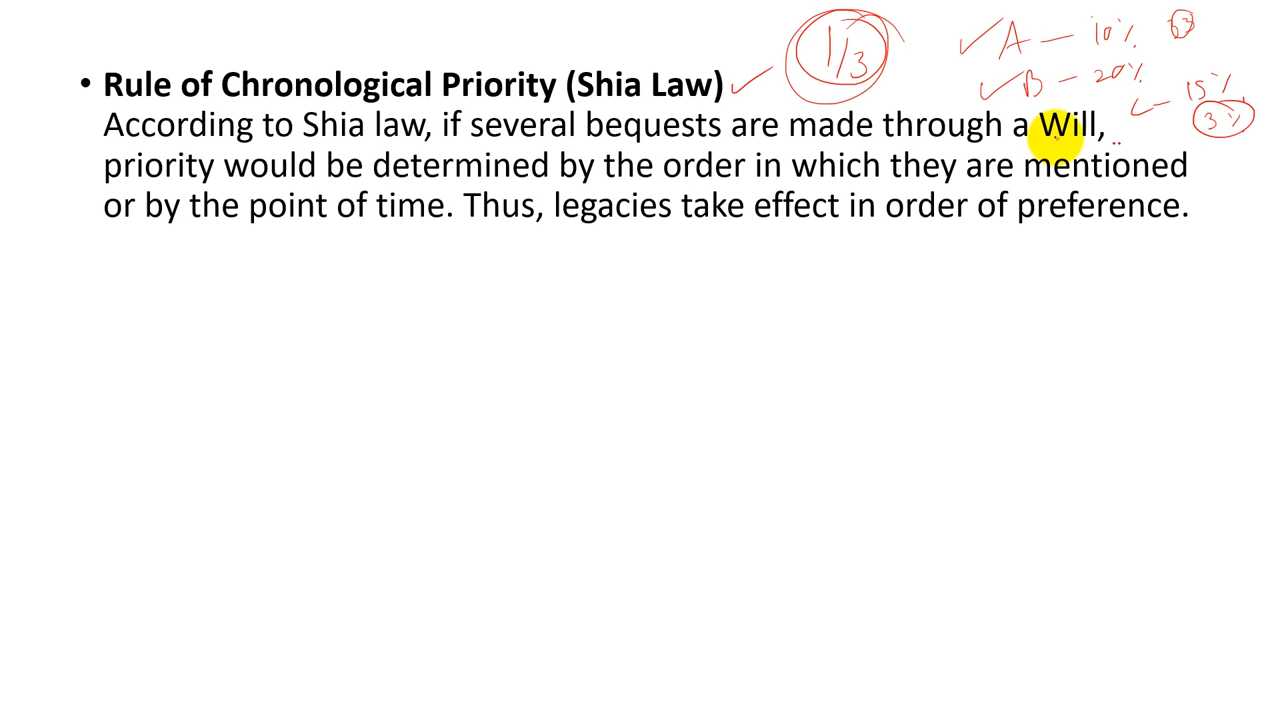 1/3
A — 10% 33
B — 20%
C - 15%
3%
• Rule of Chronological Priority (Shia Law)
According to Shia law, if several bequests are made through a Will,
priority would be determined by the order in which they are mentioned
or by the point of time. Thus, legacies take effect in order of preference.